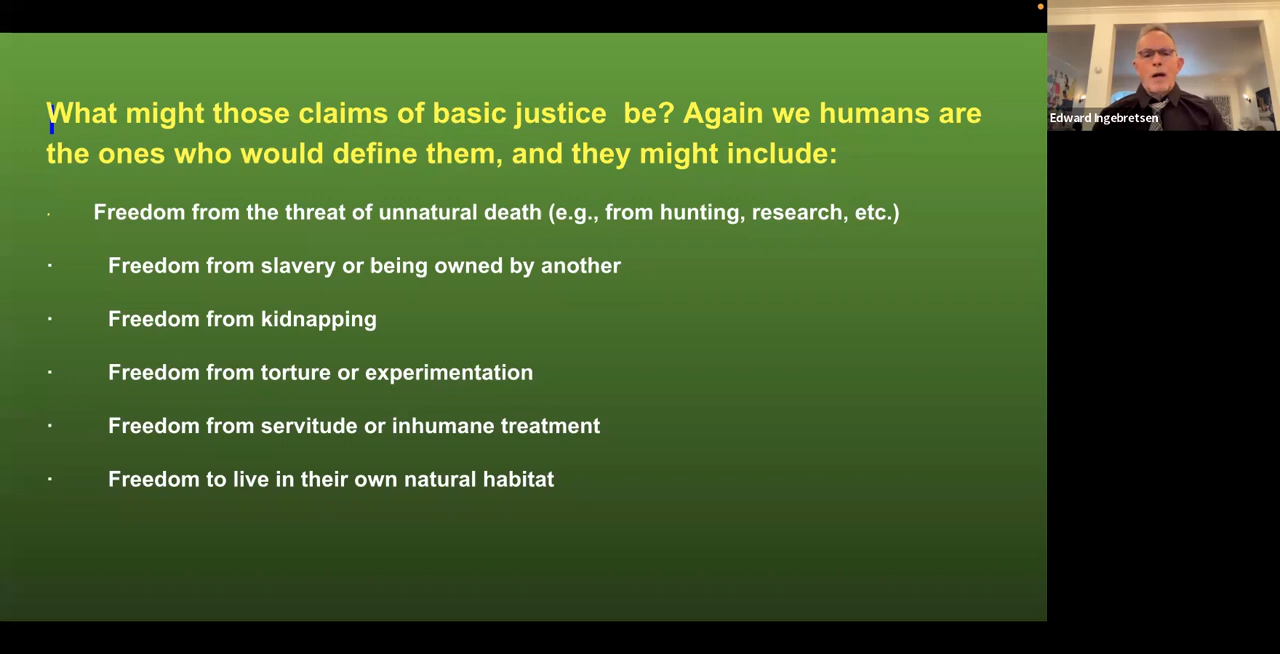 What might those claims of basic justice  be? Again we humans are
the ones who would define them, and they might include:
· Freedom from the threat of unnatural death (e.g., from hunting, research, etc.)
· Freedom from slavery or being owned by another
· Freedom from kidnapping
· Freedom from torture or experimentation
· Freedom from servitude or inhumane treatment
· Freedom to live in their own natural habitat
Edward Ingebretsen